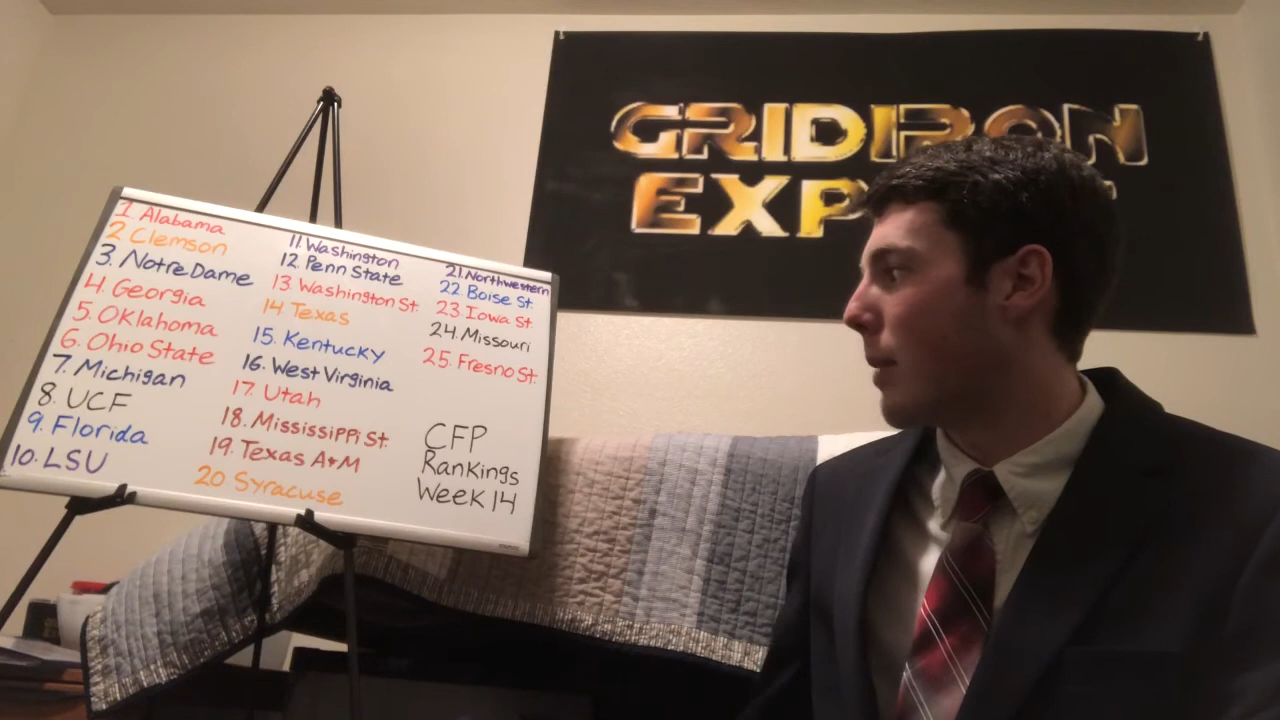 GRIDIRON
EXP
1. Alabama
2 Clemson
3. Notre Dame
4. Georgia
5. Oklahoma
6. Ohio State
7. Michigan
8. UCF
9. Florida
10. LSU
11. Washington
12. Penn State
13. Washington St.
14 Texas
15. Kentucky
16. West Virginia
17. Utah
18. Mississippi St.
19. Texas A+M
20 Syracuse
21. Northwestern
22. Boise St.
23. Iowa St.
24. Missouri
25. Fresno St.
CFP
Rankings
Week 14